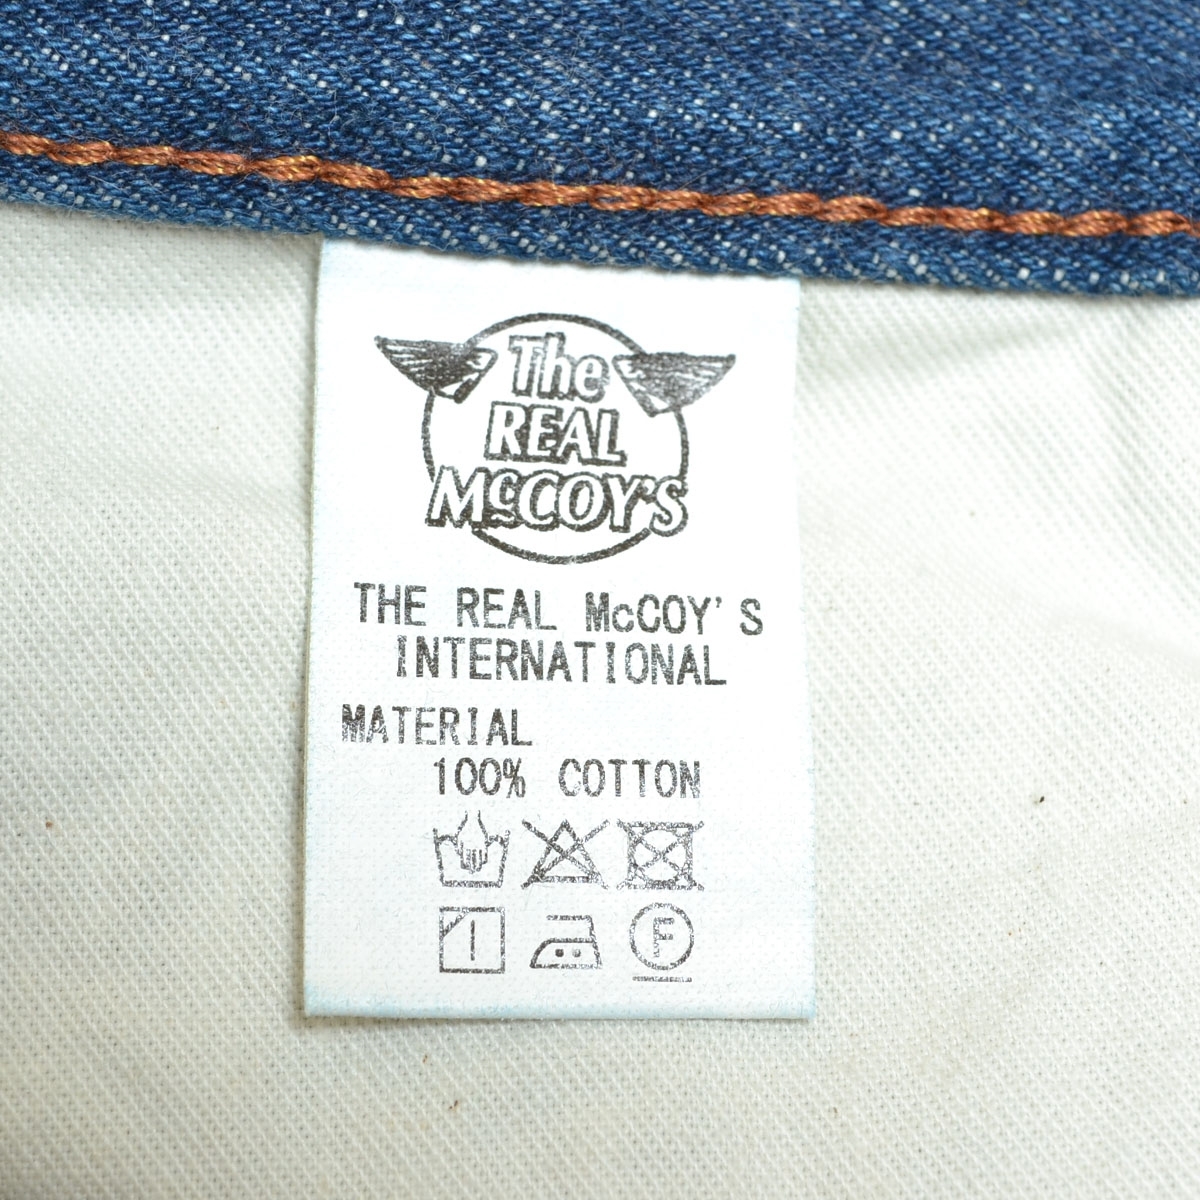 The
REAL
McCOY'S
THE REAL McCOY'S
INTERNATIONAL
MATERIAL
100% COTTON
F